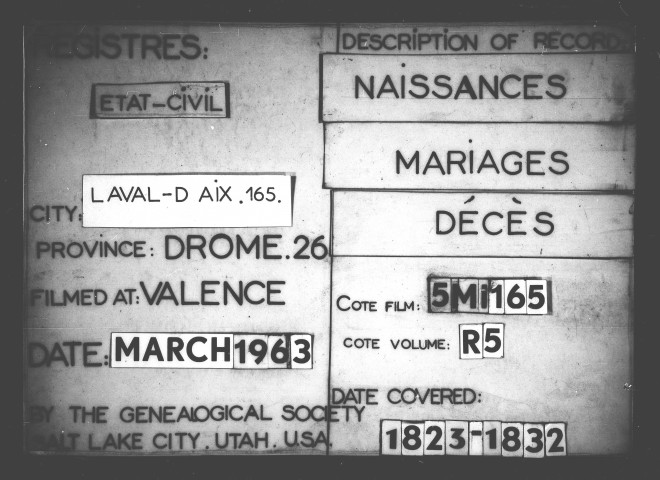 REGISTRES:
ETAT-CIVIL
CITY: LAVAL-D AIX .165.
PROVINCE: DROME.26
FILMED AT: VALENCE
DATE: MARCH 1963
BY THE GENEALOGICAL SOCIETY
SALT LAKE CITY. UTAH. U.S.A.
DESCRIPTION OF RECORD:
NAISSANCES
MARIAGES
DÉCÈS
COTE FILM: 5Mi165
COTE VOLUME: R5
DATE COVERED:
1823-1832